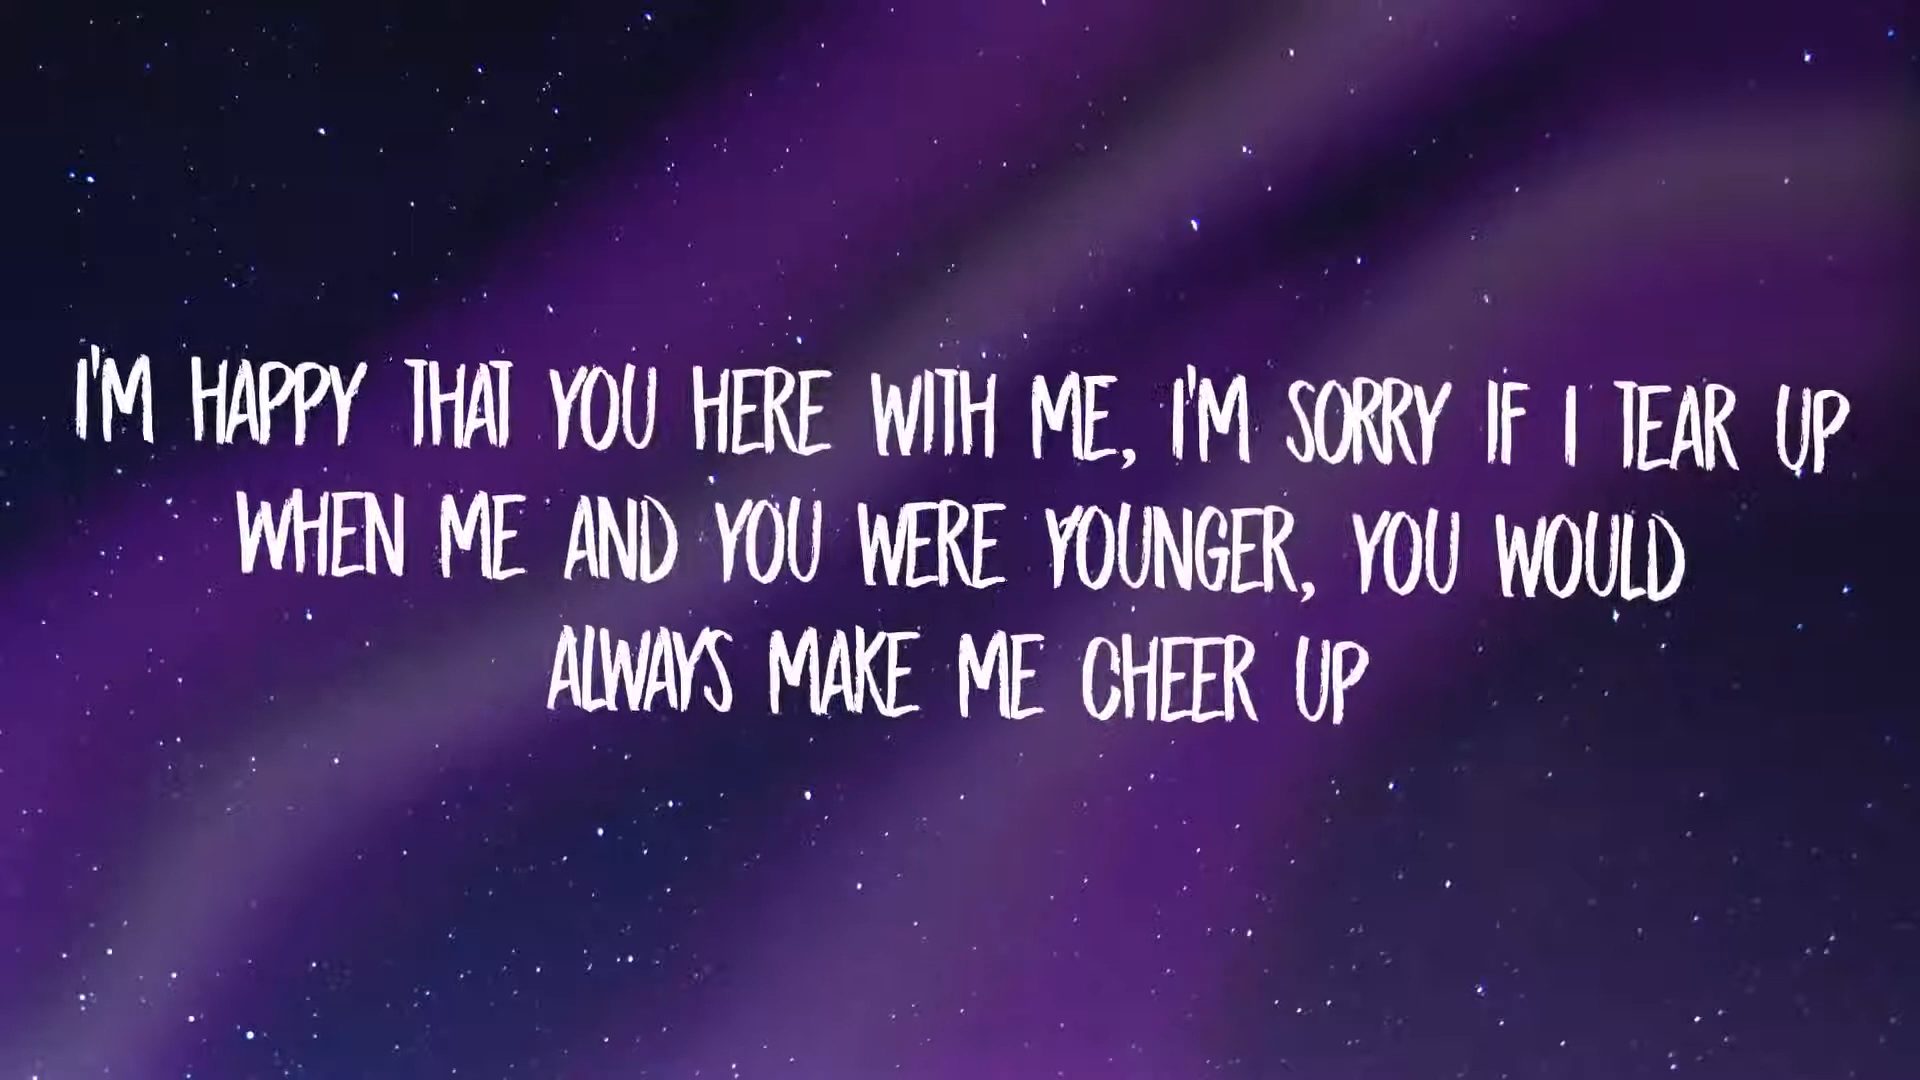 I'M HAPPY THAT YOU HERE WITH ME, I'M SORRY IF I TEAR UP
WHEN ME AND YOU WERE YOUNGER, YOU WOULD
ALWAYS MAKE ME CHEER UP